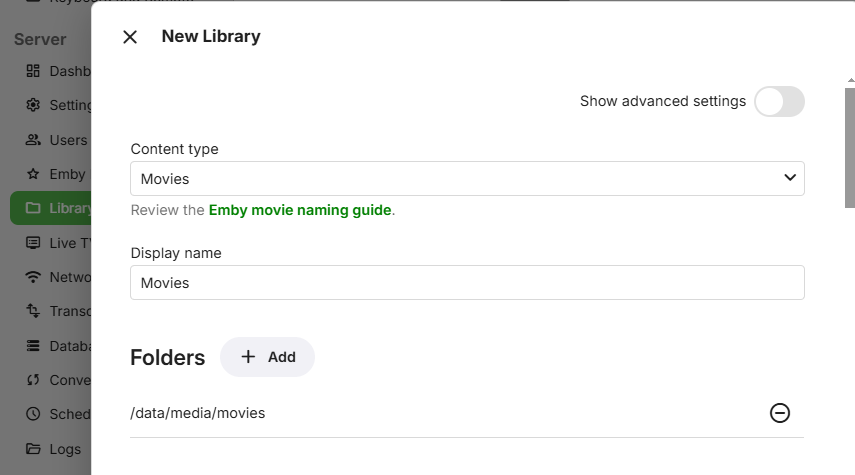 Server
New Library
Dashb
Show advanced settings
Setting
Users
Content type
Emby
Movies
Library
Review the Emby movie naming guide.
Live T
Display name
Netwo
Movies
Transc
Databa
Folders
Add
Conve
Sched
/data/media/movies
Logs